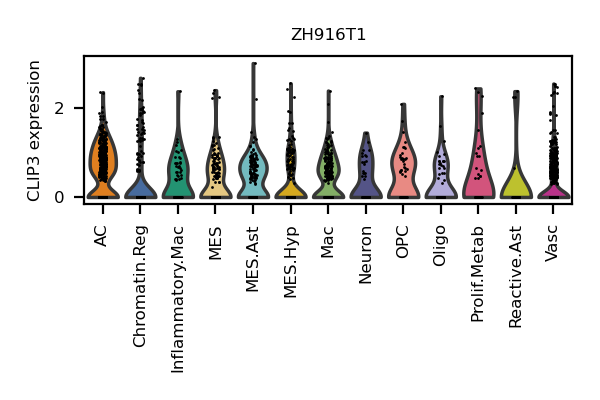 ZH916T1
CLIP3 expression
2
0
AC
Chromatin.Reg
Inflammatory.Mac
MES
MES.Ast
MES.Hyp
Mac
Neuron
OPC
Oligo
Prolif.Metab
Reactive.Ast
Vasc